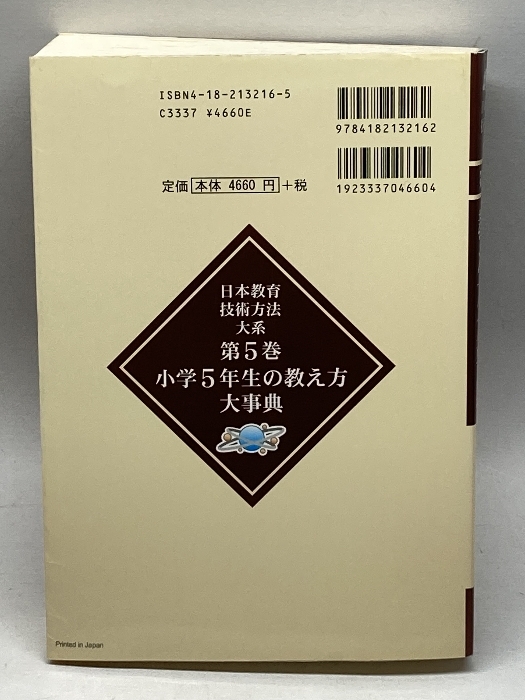 ISBN4-18-213216-5
C3337 ¥4660E
9784182132162
定価 本体 4660 円 +税
1923337046604
日本教育
技術方法
大系
第5巻
小学5年生の教え方
大事典
Printed in Japan